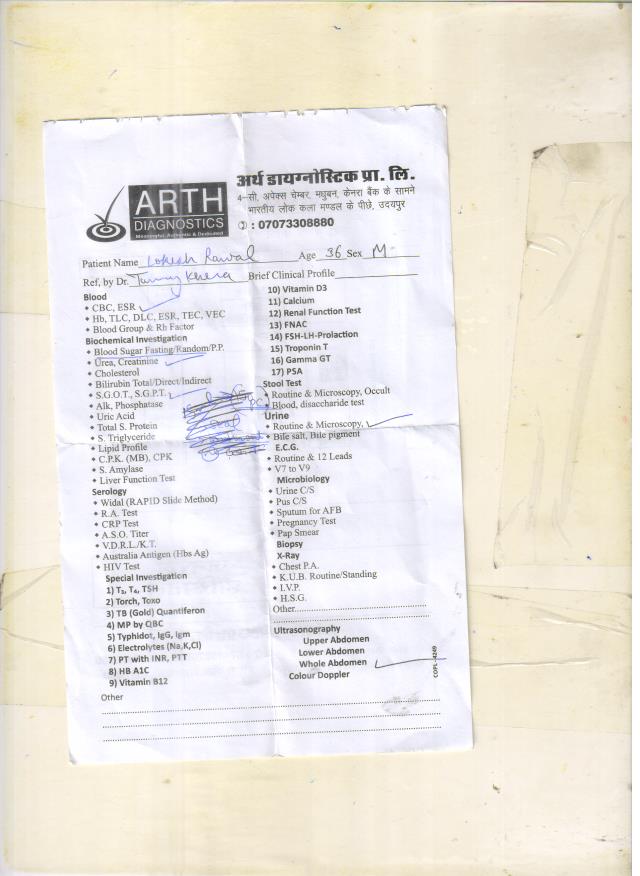 ARTH
DIAGNOSTICS
Meaningful, Authentic & Dedicated
अर्थ डायग्नोस्टिक प्रा. लि.
4-सी, अपेक्स चेम्बर, मधुबन, केनरा बैंक के सामने
भारतीय लोक कला मण्डल के पीछे, उदयपुर
: 07073308880
Patient Name Lokesh Rawal Age 36 Sex M
Ref, by Dr. Brief Clinical Profile
Blood
CBC, ESR
Hb, TLC, DLC, ESR, TEC, VEC
Blood Group & Rh Factor
Biochemical Investigation
Blood Sugar Fasting/Random/P.P.
Urea, Creatinine
Cholesterol
Bilirubin Total/Direct/Indirect
S.G.O.T., S.G.P.T.
Alk, Phosphatase
Uric Acid
Total S. Protein
S. Triglyceride
Lipid Profile
C.P.K. (MB), CPK
S. Amylase
Liver Function Test
Serology
Widal (RAPID Slide Method)
R.A. Test
CRP Test
A.S.O. Titer
V.D.R.L./K.T.
Australia Antigen (Hbs Ag)
HIV Test
Special Investigation
1) T₃, T₄, TSH
2) Torch, Toxo
3) TB (Gold) Quantiferon
4) MP by QBC
5) Typhidot, IgG, Igm
6) Electrolytes (Na,K,Cl)
7) PT with INR, PTT
8) HB A1C
9) Vitamin B12
10) Vitamin D3
11) Calcium
12) Renal Function Test
13) FNAC
14) FSH-LH-Prolaction
15) Troponin T
16) Gamma GT
17) PSA
Stool Test
Routine & Microscopy, Occult
Blood, disaccharide test
Urine
Routine & Microscopy,
Bile salt, Bile pigment
E.C.G.
Routine & 12 Leads
V7 to V9
Microbiology
Urine C/S
Pus C/S
Sputum for AFB
Pregnancy Test
Pap Smear
Biopsy
X-Ray
Chest P.A.
K.U.B. Routine/Standing
I.V.P.
H.S.G.
Other
Ultrasonography
Upper Abdomen
Lower Abdomen
Whole Abdomen
Colour Doppler
COPL-4249
Other